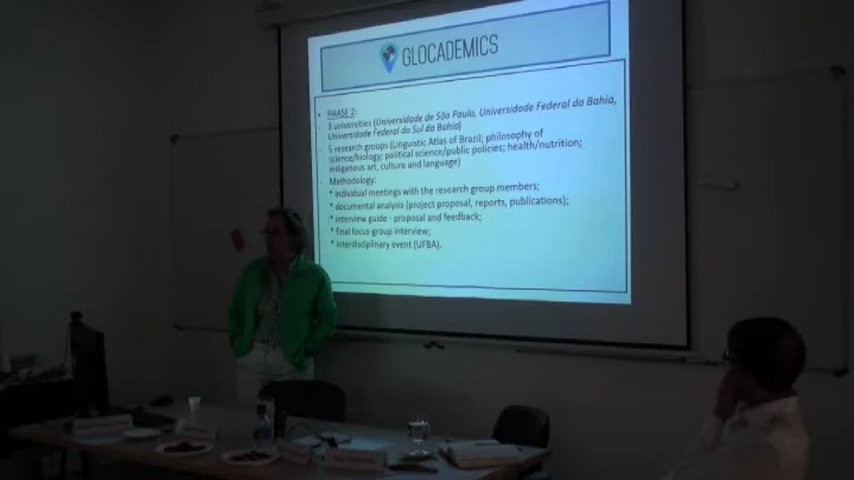 GLOCADEMICS
• PHASE 2:
- 3 universities (Universidade de São Paulo, Universidade Federal da Bahia,
Universidade Federal do Sul da Bahia)
- 5 research groups (Linguistic Atlas of Brazil; philosophy of
science/biology; political science/public policies; health/nutrition;
indigenous art, culture and language)
- Methodology:
* individual meetings with the research group members;
* documental analysis (project proposal, reports, publications);
* interview guide - proposal and feedback;
* final focus-group interview;
* interdisciplinary event (UFBA).